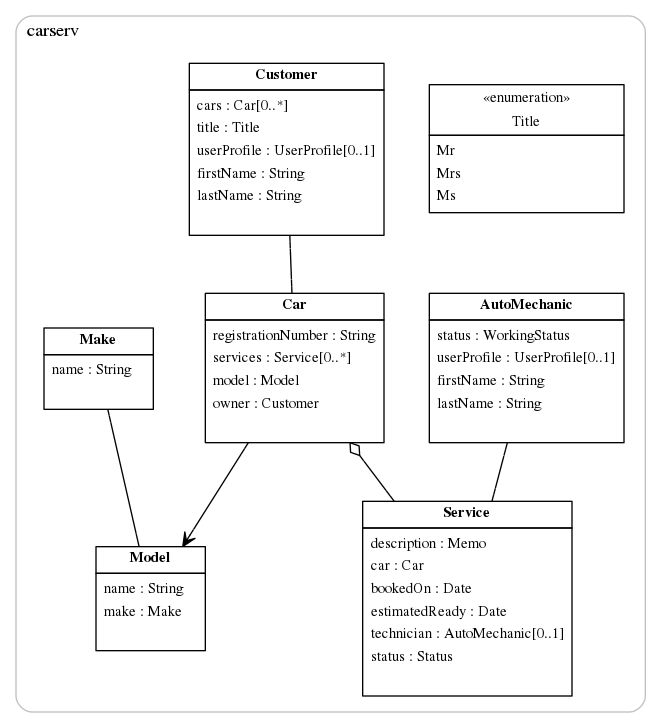 carserv
Customer
cars : Car[0..*]
title : Title
userProfile : UserProfile[0..1]
firstName : String
lastName : String
«enumeration»
Title
Mr
Mrs
Ms
Make
name : String
Car
registrationNumber : String
services : Service[0..*]
model : Model
owner : Customer
AutoMechanic
status : WorkingStatus
userProfile : UserProfile[0..1]
firstName : String
lastName : String
Model
name : String
make : Make
Service
description : Memo
car : Car
bookedOn : Date
estimatedReady : Date
technician : AutoMechanic[0..1]
status : Status